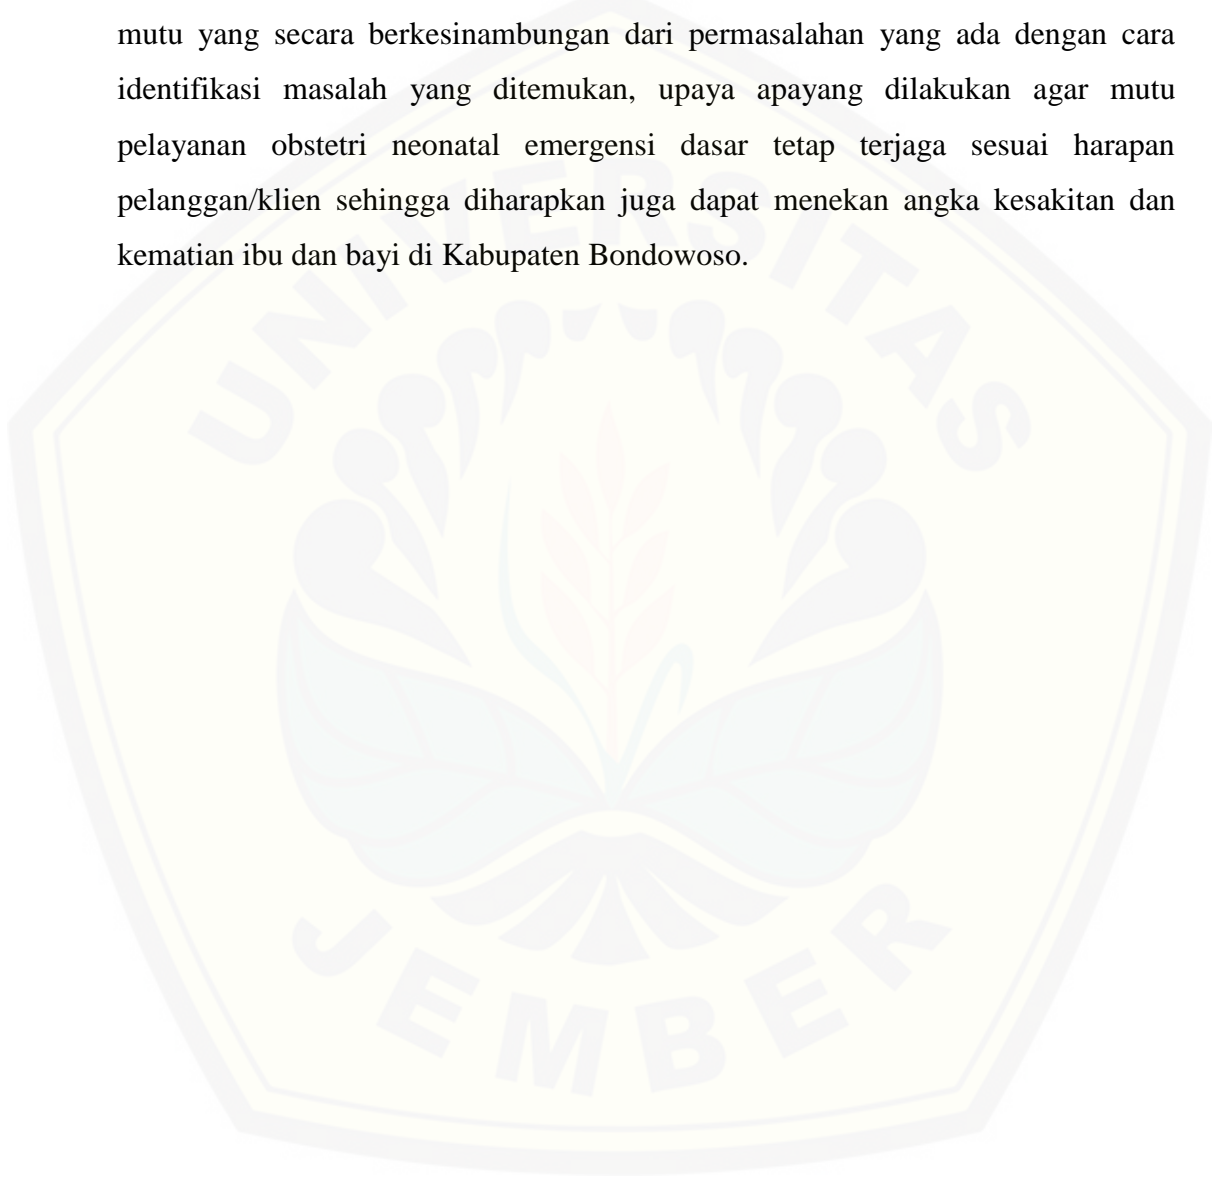 mutu yang secara berkesinambungan dari permasalahan yang ada dengan cara
identifikasi masalah yang ditemukan, upaya apayang dilakukan agar mutu
pelayanan obstetri neonatal emergensi dasar tetap terjaga sesuai harapan
pelanggan/klien sehingga diharapkan juga dapat menekan angka kesakitan dan
kematian ibu dan bayi di Kabupaten Bondowoso.
UNIVERSITAS
JEMBER